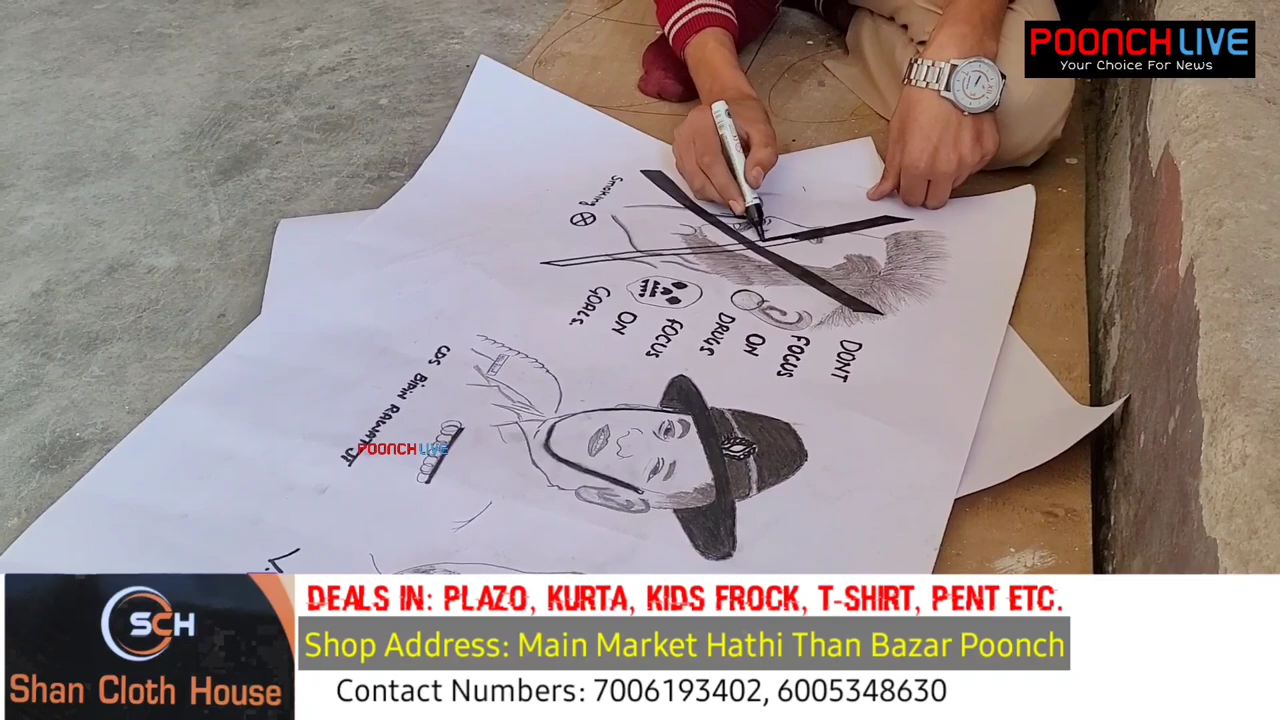 POONCH LIVE
Your Choice For News
Smoking
DONT
FOCUS
ON
DRUGS
FOCUS
ON
GOALS.
CDS BIPIN RAWAT JI
POONCH LIVE
SCH
Shan Cloth House
DEALS IN: PLAZO, KURTA, KIDS FROCK, T-SHIRT, PENT ETC.
Shop Address: Main Market Hathi Than Bazar Poonch
Contact Numbers: 7006193402, 6005348630